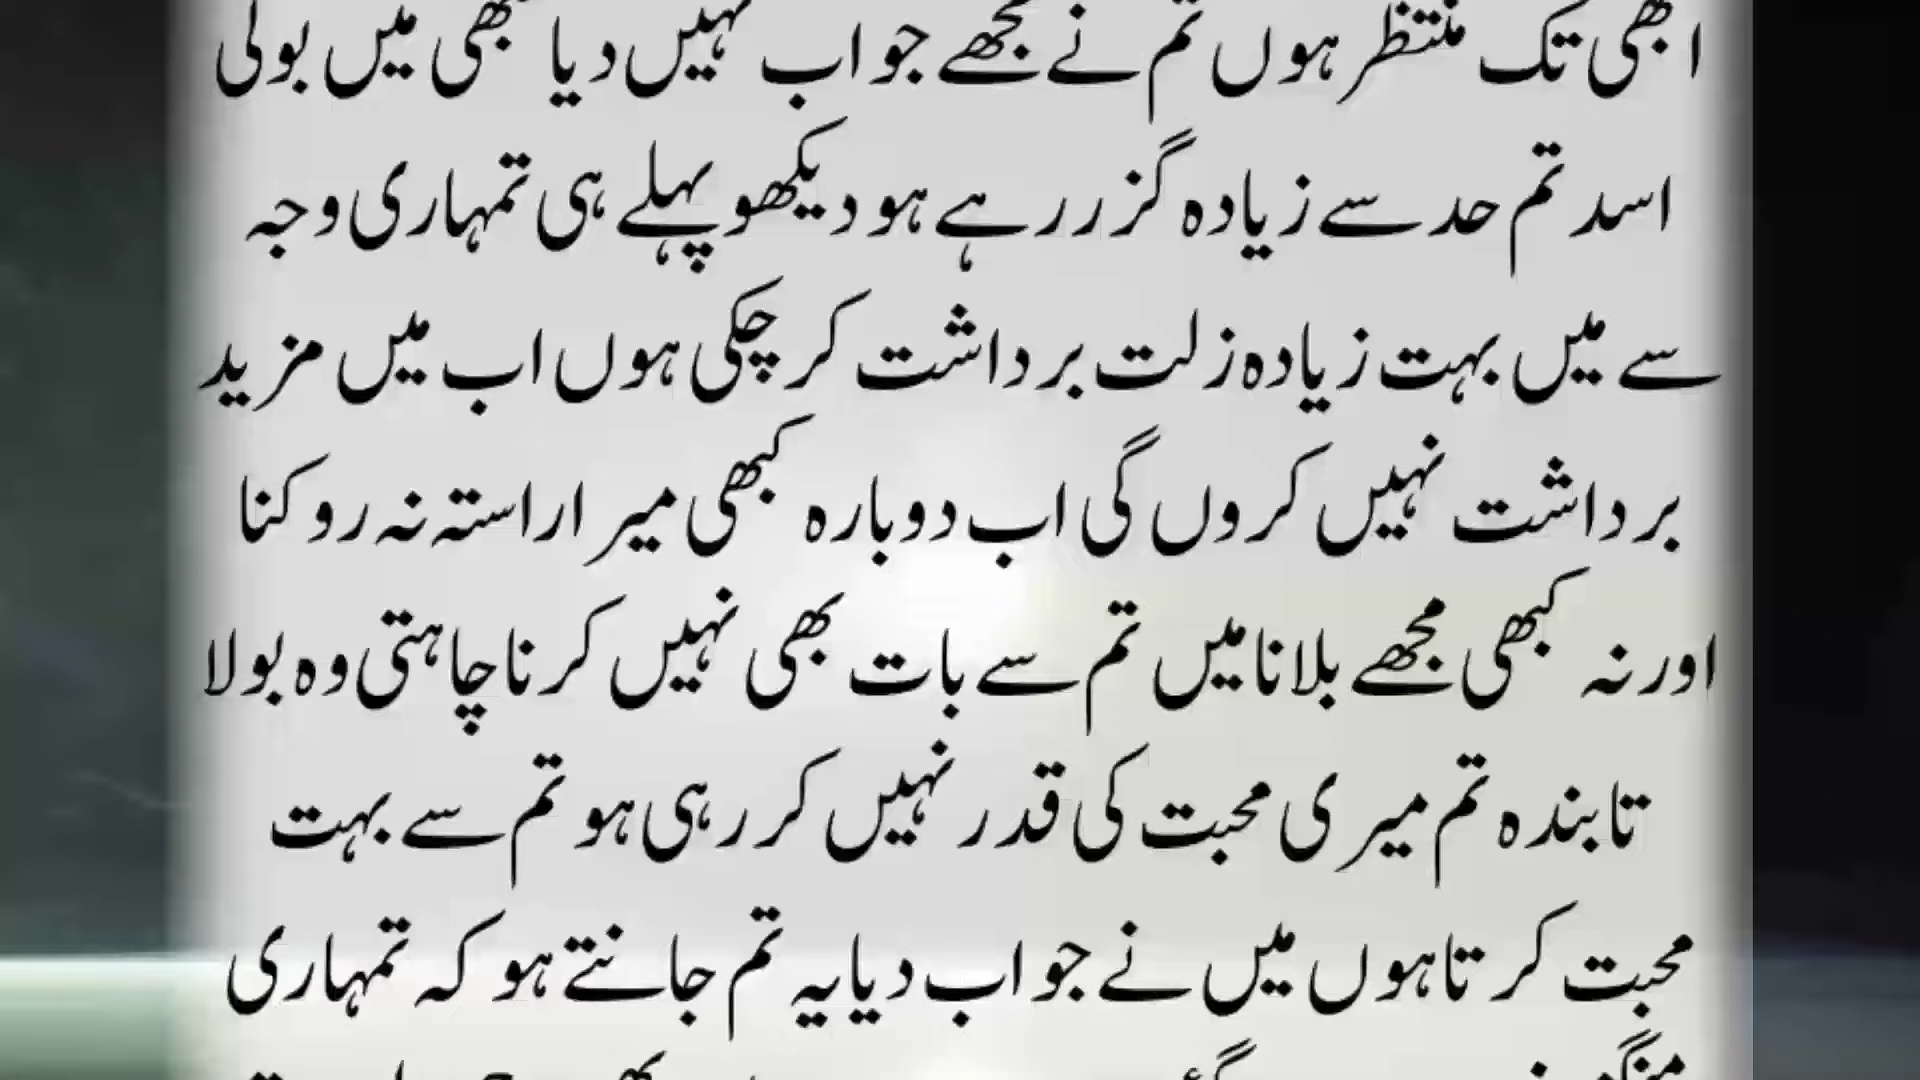 ابھی تک منتظر ہوں تم نے مجھے جواب نہیں دیا تبھی میں بولی
اسد تم حد سے زیادہ گزر رہے ہو دیکھو پہلے ہی تمہاری وجہ
سے میں بہت زیادہ زلت برداشت کر چکی ہوں اب میں مزید
برداشت نہیں کروں گی اب دوبارہ کبھی میرا راستہ نہ روکنا
اور نہ کبھی مجھے بلانا میں تم سے بات بھی نہیں کرنا چاہتی وہ بولا
تابندہ تم میری محبت کی قدر نہیں کر رہی ہو تم سے بہت
محبت کرتا ہوں میں نے جواب دیا یہ تم جانتے ہو کہ تمہاری